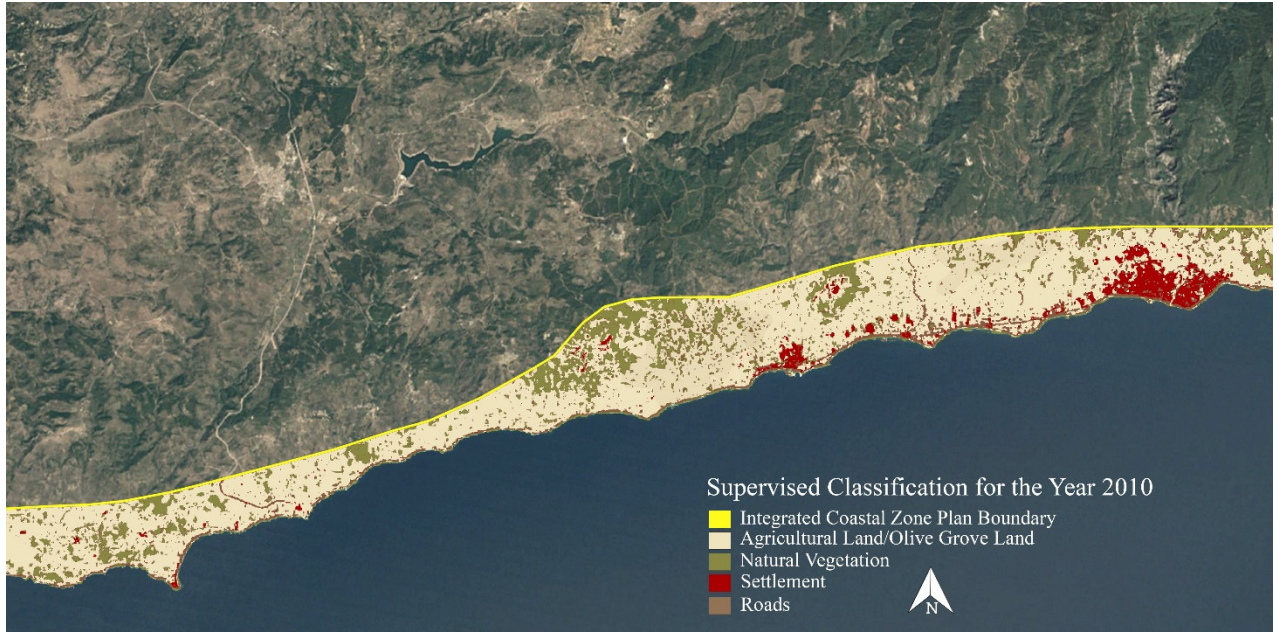 Supervised Classification for the Year 2010
Integrated Coastal Zone Plan Boundary
Agricultural Land/Olive Grove Land
Natural Vegetation
Settlement
Roads
N